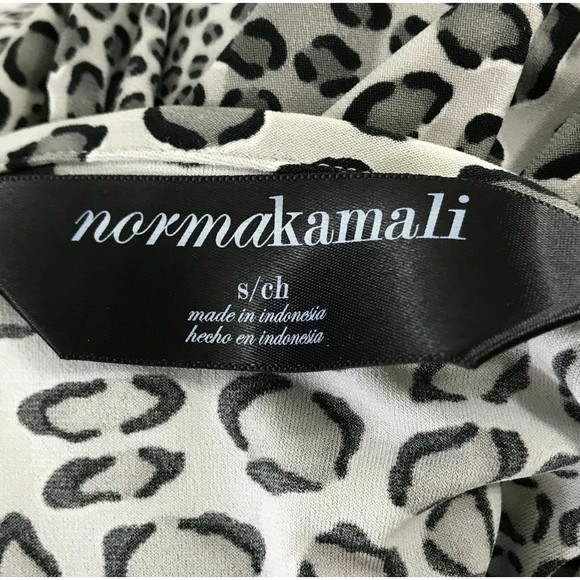 normakamali
s/ch
made in indonesia
hecho en indonesia